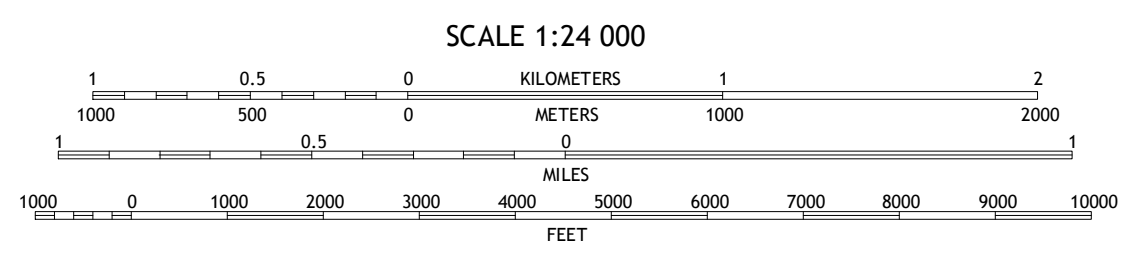 SCALE 1:24 000
1 0.5 0 KILOMETERS 1 2
1000 500 0 METERS 1000 2000
1 0.5 0 1
MILES
1000 0 1000 2000 3000 4000 5000 6000 7000 8000 9000 10000
FEET